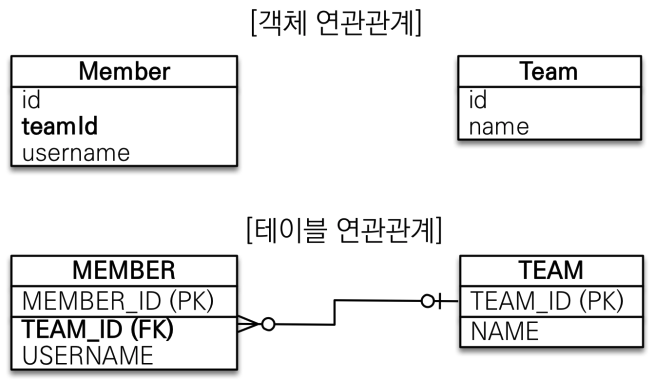 [객체 연관관계]
Member
id
teamId
username
Team
id
name
[테이블 연관관계]
MEMBER
MEMBER_ID (PK)
TEAM_ID (FK)
USERNAME
TEAM
TEAM_ID (PK)
NAME